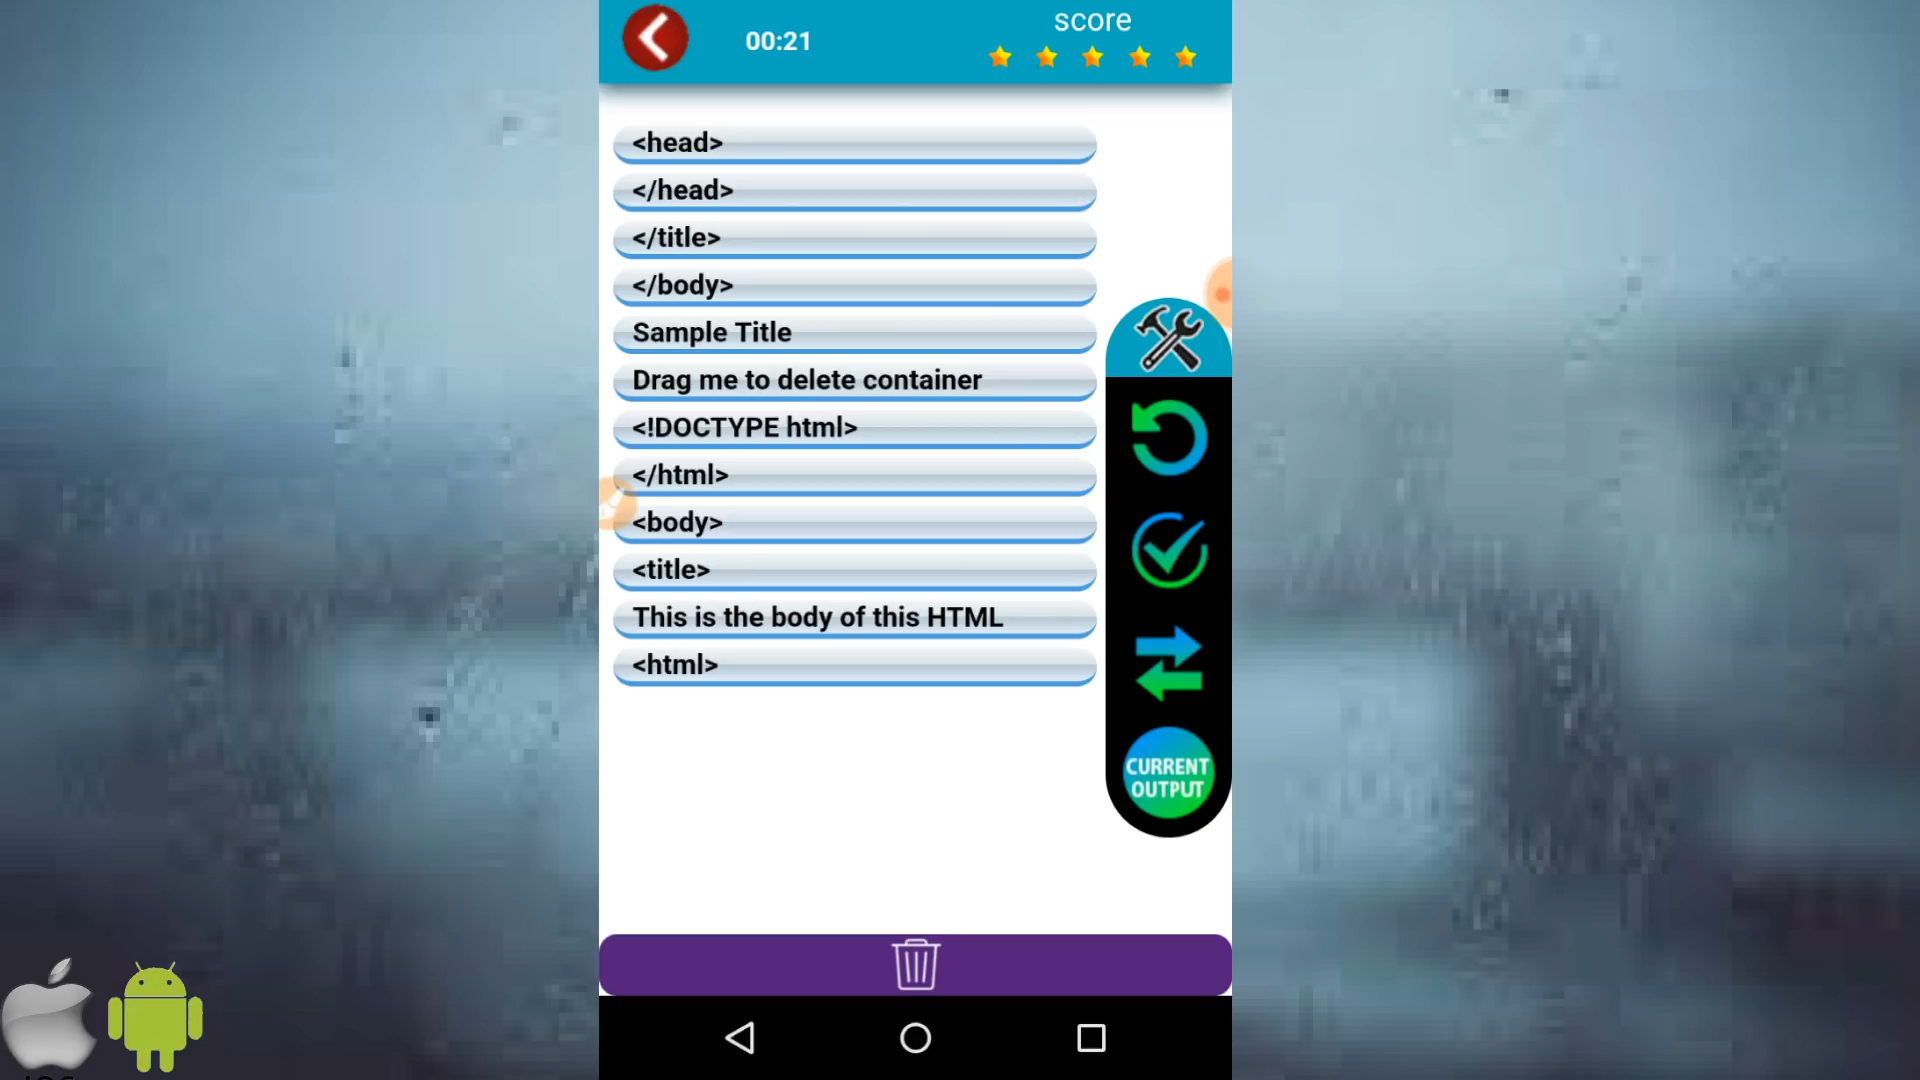 00:21
score
<head>
</head>
</title>
</body>
Sample Title
Drag me to delete container
<!DOCTYPE html>
</html>
<body>
<title>
This is the body of this HTML
<html>
CURRENT
OUTPUT